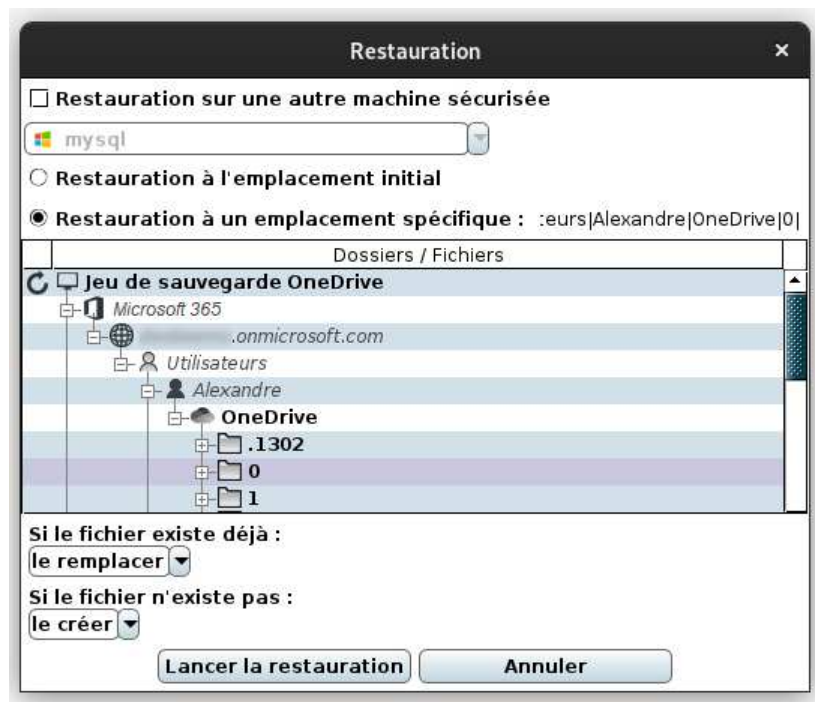 Restauration
Restauration sur une autre machine sécurisée
mysql
Restauration à l'emplacement initial
Restauration à un emplacement spécifique : :eurs|Alexandre|OneDrive|0|
Dossiers / Fichiers
Jeu de sauvegarde OneDrive
Microsoft 365
.onmicrosoft.com
Utilisateurs
Alexandre
OneDrive
.1302
0
1
Si le fichier existe déjà :
le remplacer
Si le fichier n'existe pas :
le créer
Lancer la restauration Annuler